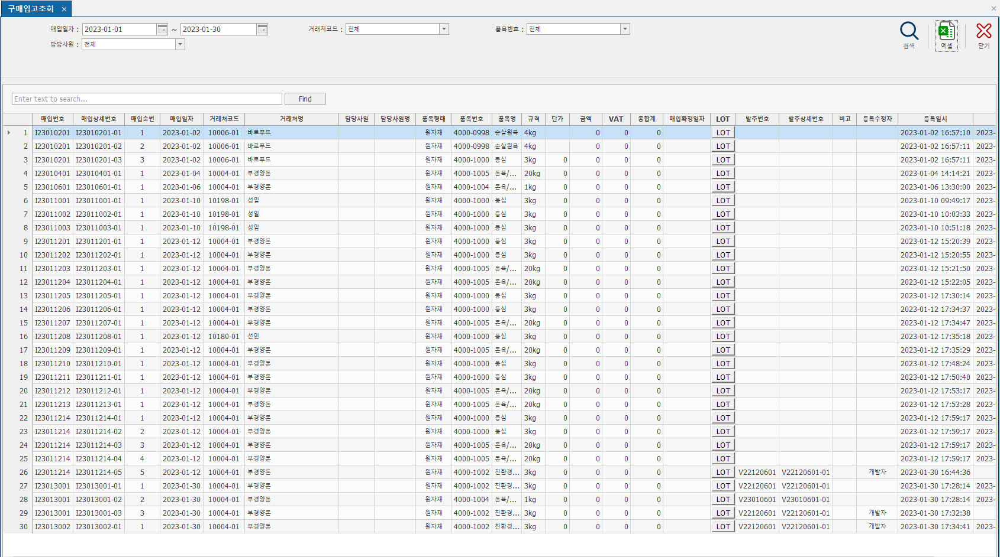 구매입고조회 ×
×
매입일자 : 2023-01-01 ~ 2023-01-30 거래처코드 : 전체 품목번호 : 전체
담당사원 : 전체
검색 엑셀 닫기
Enter text to search... Find
매입번호 매입상세번호 매입순번 매입일자 거래처코드 거래처명 담당사원 담당사원명 품목형태 품목번호 품목명 규격 단가 금액 VAT 총합계 매입확정일자 LOT 발주번호 발주상세번호 비고 등록수정자 등록일시
1 I23010201 I23010201-01 1 2023-01-02 10006-01 바로푸드 원자재 4000-0998 순살원육 4kg 0 0 0 LOT 2023-01-02 16:57:10 2023-
2 I23010201 I23010201-02 2 2023-01-02 10006-01 바로푸드 원자재 4000-0998 순살원육 4kg 0 0 0 LOT 2023-01-02 16:57:11 2023-
3 I23010201 I23010201-03 3 2023-01-02 10006-01 바로푸드 원자재 4000-1000 등심 3kg 0 0 0 0 LOT 2023-01-02 16:57:11 2023-
4 I23010401 I23010401-01 1 2023-01-04 10004-01 부경양돈 원자재 4000-1005 돈육/... 20kg 0 0 0 0 LOT 2023-01-04 14:14:21 2023-
5 I23010601 I23010601-01 1 2023-01-06 10004-01 부경양돈 원자재 4000-1004 돈육/... 1kg 0 0 0 0 LOT 2023-01-06 13:30:00 2023-
6 I23011001 I23011001-01 1 2023-01-10 10198-01 성일 원자재 4000-1000 등심 3kg 0 0 0 0 LOT 2023-01-10 09:49:17 2023-
7 I23011002 I23011002-01 1 2023-01-10 10198-01 성일 원자재 4000-1000 등심 3kg 0 0 0 0 LOT 2023-01-10 10:03:33 2023-
8 I23011003 I23011003-01 1 2023-01-10 10198-01 성일 원자재 4000-1000 등심 3kg 0 0 0 0 LOT 2023-01-10 10:51:18 2023-
9 I23011201 I23011201-01 1 2023-01-12 10004-01 부경양돈 원자재 4000-1000 등심 3kg 0 0 0 0 LOT 2023-01-12 15:20:39 2023-
10 I23011202 I23011202-01 1 2023-01-12 10004-01 부경양돈 원자재 4000-1000 등심 3kg 0 0 0 0 LOT 2023-01-12 15:20:55 2023-
11 I23011203 I23011203-01 1 2023-01-12 10004-01 부경양돈 원자재 4000-1005 돈육/... 20kg 0 0 0 0 LOT 2023-01-12 15:21:50 2023-
12 I23011204 I23011204-01 1 2023-01-12 10004-01 부경양돈 원자재 4000-1005 돈육/... 20kg 0 0 0 0 LOT 2023-01-12 15:22:05 2023-
13 I23011205 I23011205-01 1 2023-01-12 10004-01 부경양돈 원자재 4000-1000 등심 3kg 0 0 0 0 LOT 2023-01-12 17:30:14 2023-
14 I23011206 I23011206-01 1 2023-01-12 10004-01 부경양돈 원자재 4000-1000 등심 3kg 0 0 0 0 LOT 2023-01-12 17:34:37 2023-
15 I23011207 I23011207-01 1 2023-01-12 10004-01 부경양돈 원자재 4000-1005 돈육/... 20kg 0 0 0 0 LOT 2023-01-12 17:34:47 2023-
16 I23011208 I23011208-01 1 2023-01-12 10180-01 선인 원자재 4000-1000 등심 3kg 0 0 0 0 LOT 2023-01-12 17:35:18 2023-
17 I23011209 I23011209-01 1 2023-01-12 10004-01 부경양돈 원자재 4000-1005 돈육/... 20kg 0 0 0 0 LOT 2023-01-12 17:35:29 2023-
18 I23011210 I23011210-01 1 2023-01-12 10004-01 부경양돈 원자재 4000-1000 등심 3kg 0 0 0 0 LOT 2023-01-12 17:48:24 2023-
19 I23011211 I23011211-01 1 2023-01-12 10004-01 부경양돈 원자재 4000-1000 등심 3kg 0 0 0 0 LOT 2023-01-12 17:50:40 2023-
20 I23011212 I23011212-01 1 2023-01-12 10004-01 부경양돈 원자재 4000-1005 돈육/... 20kg 0 0 0 0 LOT 2023-01-12 17:53:17 2023-
21 I23011213 I23011213-01 1 2023-01-12 10004-01 부경양돈 원자재 4000-1005 돈육/... 20kg 0 0 0 0 LOT 2023-01-12 17:53:28 2023-
22 I23011214 I23011214-01 1 2023-01-12 10004-01 부경양돈 원자재 4000-1000 등심 3kg 0 0 0 0 LOT 2023-01-12 17:59:17 2023-
23 I23011214 I23011214-02 2 2023-01-12 10004-01 부경양돈 원자재 4000-1000 등심 3kg 0 0 0 0 LOT 2023-01-12 17:59:17 2023-
24 I23011214 I23011214-03 3 2023-01-12 10004-01 부경양돈 원자재 4000-1005 돈육/... 20kg 0 0 0 0 LOT 2023-01-12 17:59:17 2023-
25 I23011214 I23011214-04 4 2023-01-12 10004-01 부경양돈 원자재 4000-1005 돈육/... 20kg 0 0 0 0 LOT 2023-01-12 17:59:17 2023-
26 I23011214 I23011214-05 5 2023-01-12 10004-01 부경양돈 원자재 4000-1002 친환경... 3kg 0 0 0 0 LOT V22120601 V22120601-01 개발자 2023-01-30 16:44:36
27 I23013001 I23013001-01 1 2023-01-30 10004-01 부경양돈 원자재 4000-1002 친환경... 3kg 0 0 0 0 LOT V22120601 V22120601-01 2023-01-30 17:28:14 2023-
28 I23013001 I23013001-02 2 2023-01-30 10004-01 부경양돈 원자재 4000-1004 돈육/... 1kg 0 0 0 0 LOT V23010601 V23010601-01 2023-01-30 17:28:14 2023-
29 I23013001 I23013001-03 3 2023-01-30 10004-01 부경양돈 원자재 4000-1002 친환경... 3kg 0 0 0 0 LOT V22120601 V22120601-01 개발자 2023-01-30 17:32:38
30 I23013002 I23013002-01 1 2023-01-30 10004-01 부경양돈 원자재 4000-1002 친환경... 3kg 0 0 0 0 LOT V22120601 V22120601-01 개발자 2023-01-30 17:34:41 2023-